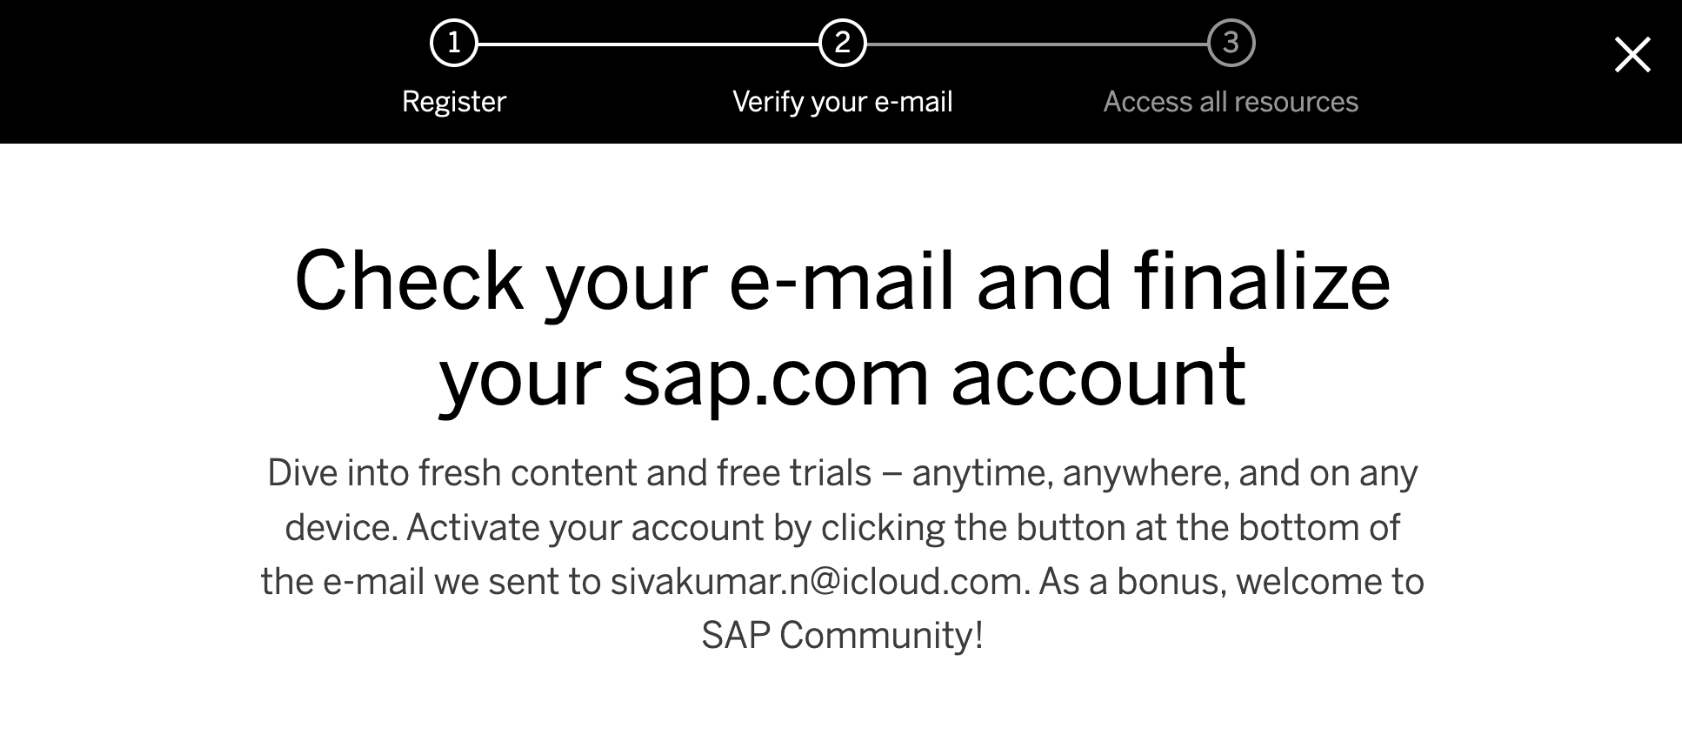 1
2
3
Register
Verify your e-mail
Access all resources
Check your e-mail and finalize
your sap.com account
Dive into fresh content and free trials – anytime, anywhere, and on any
device. Activate your account by clicking the button at the bottom of
the e-mail we sent to sivakumar.n@icloud.com. As a bonus, welcome to
SAP Community!